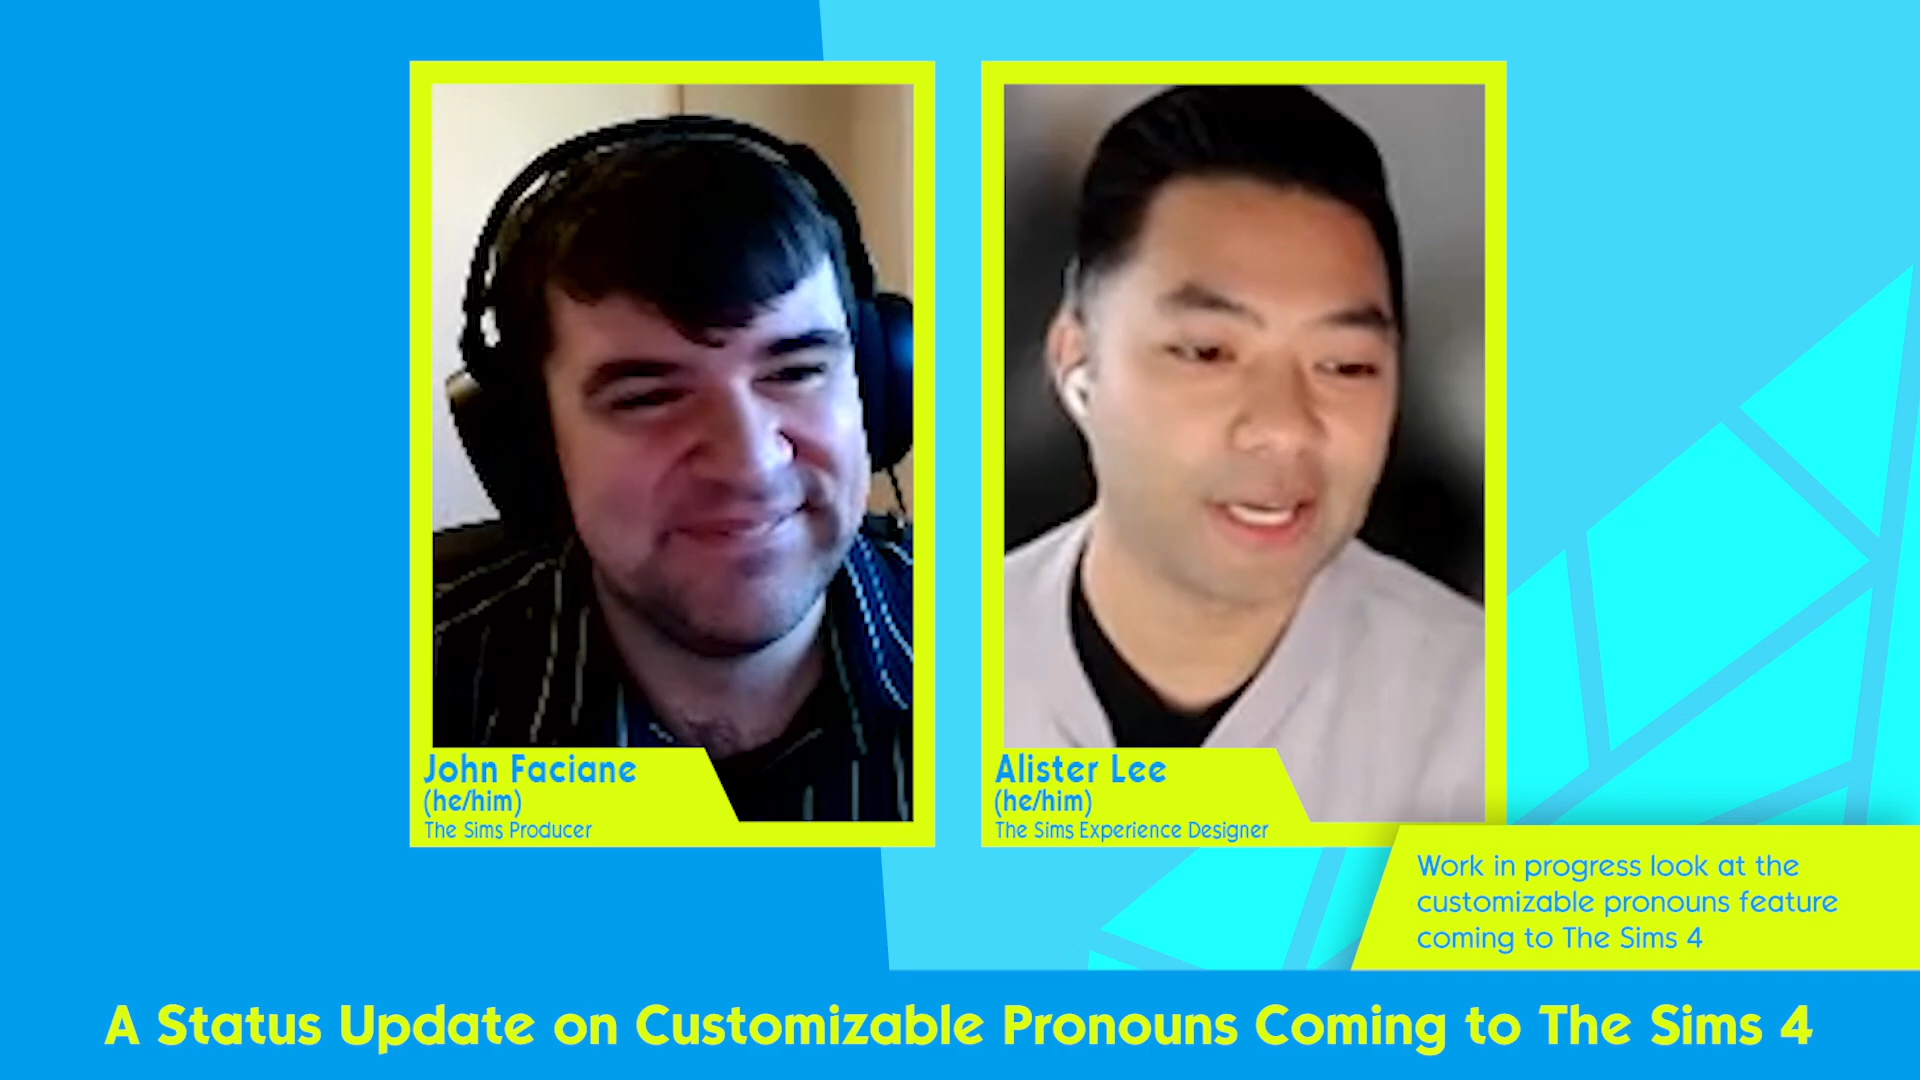 John Faciane
(he/him)
The Sims Producer
Alister Lee
(he/him)
The Sims Experience Designer
Work in progress look at the
customizable pronouns feature
coming to The Sims 4
A Status Update on Customizable Pronouns Coming to The Sims 4